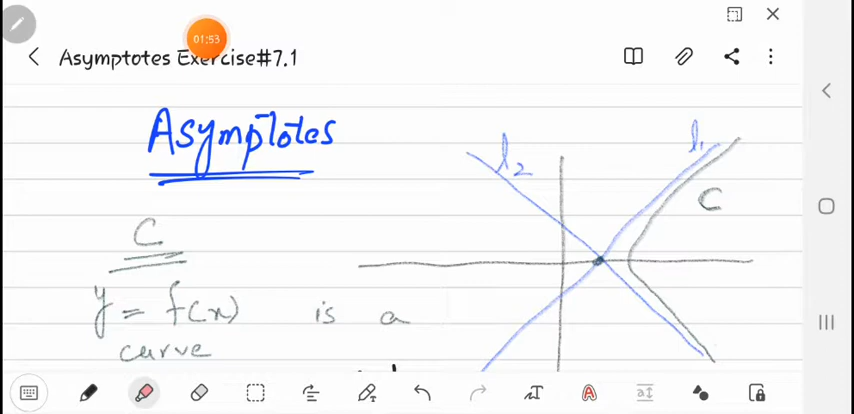 01:53
Asymptotes Exercise#7.1
Asymptotes
l2
l1
C
C
y = f(x) is a
curve